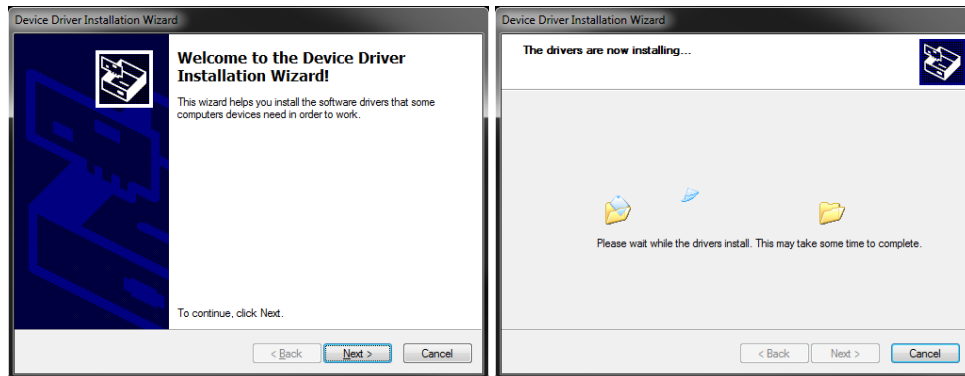 Device Driver Installation Wizard
Welcome to the Device Driver
Installation Wizard!
This wizard helps you install the software drivers that some
computers devices need in order to work.
To continue, click Next.
< Back
Next >
Cancel
Device Driver Installation Wizard
The drivers are now installing...
Please wait while the drivers install. This may take some time to complete.
< Back
Next >
Cancel